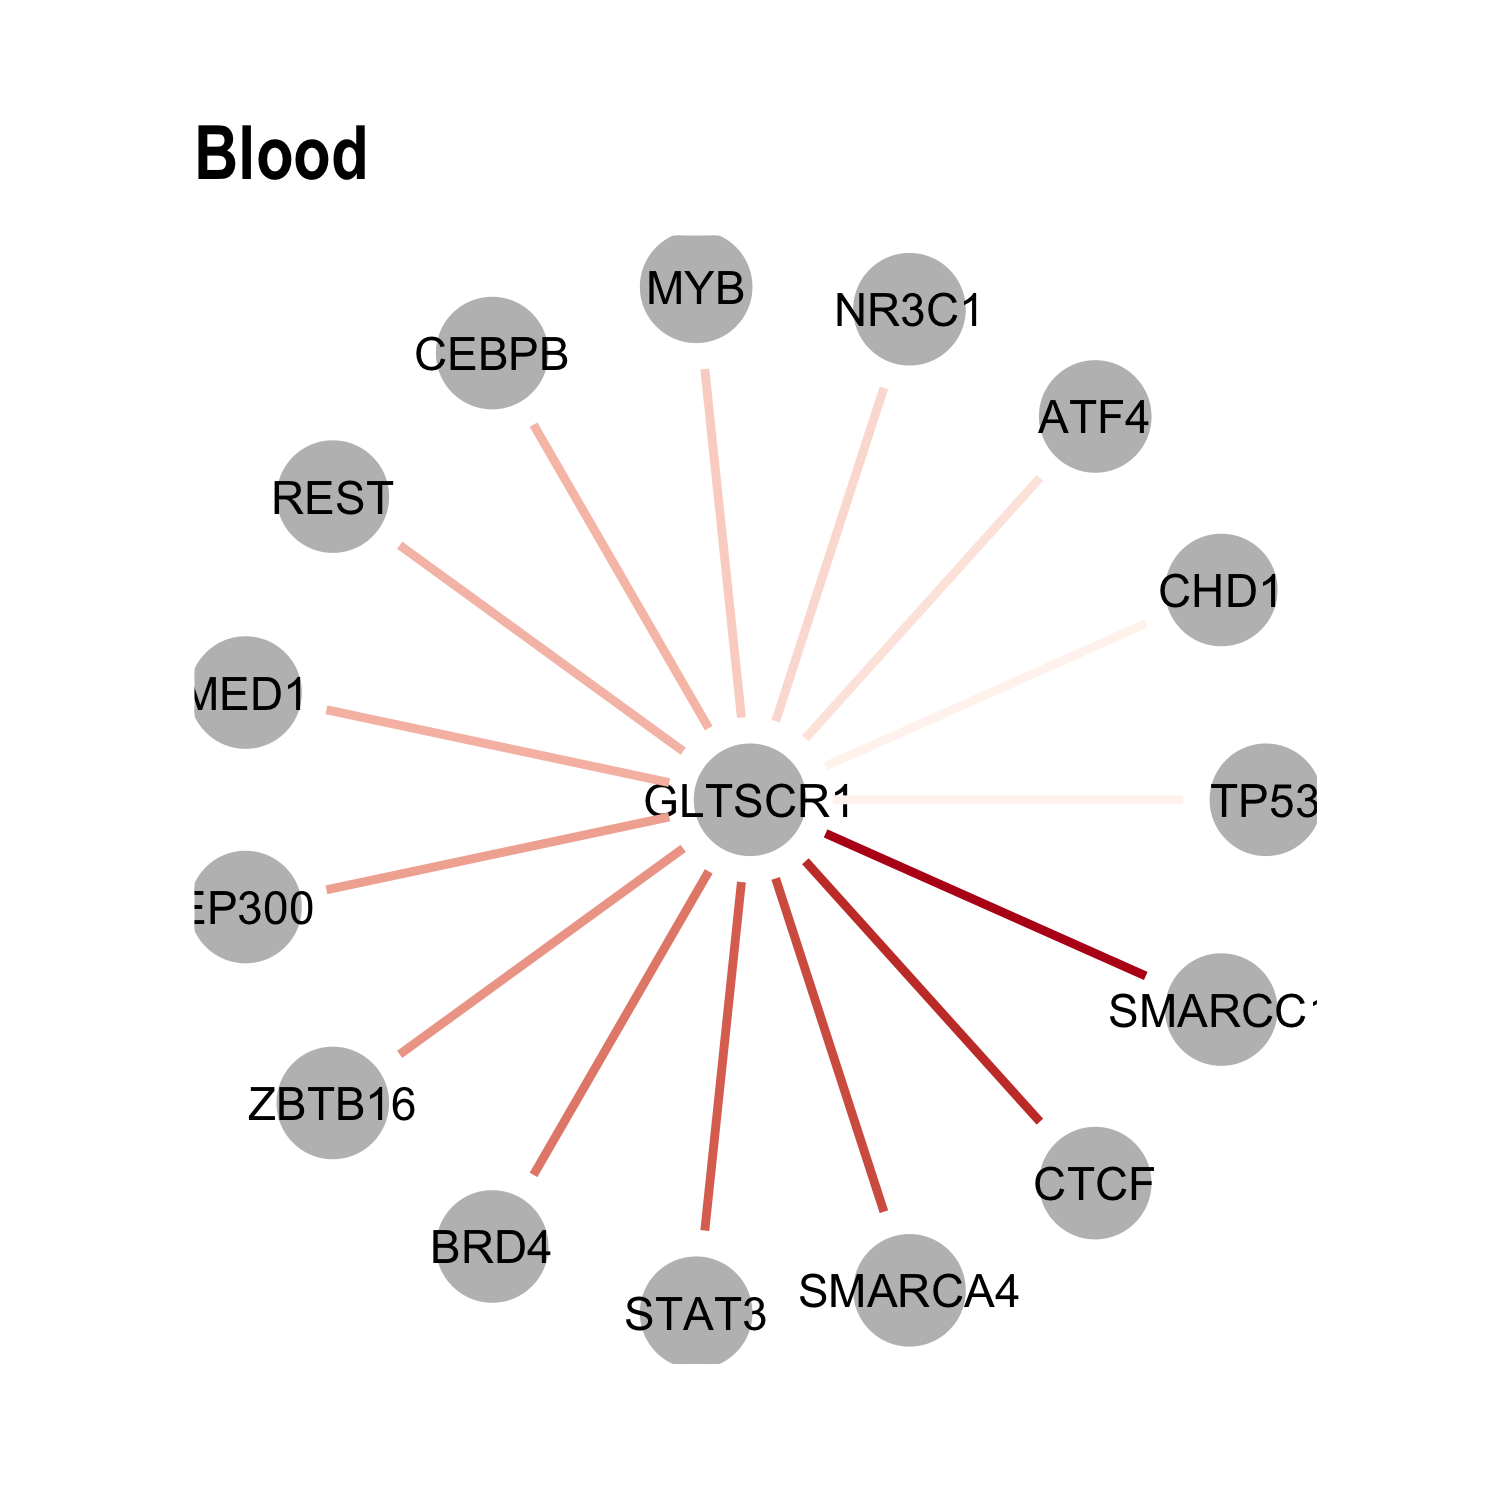 Blood
MYB
NR3C1
CEBPB
ATF4
REST
CHD1
MED1
GLTSCR1
TP53
EP300
SMARCC1
ZBTB16
CTCF
BRD4
SMARCA4
STAT3